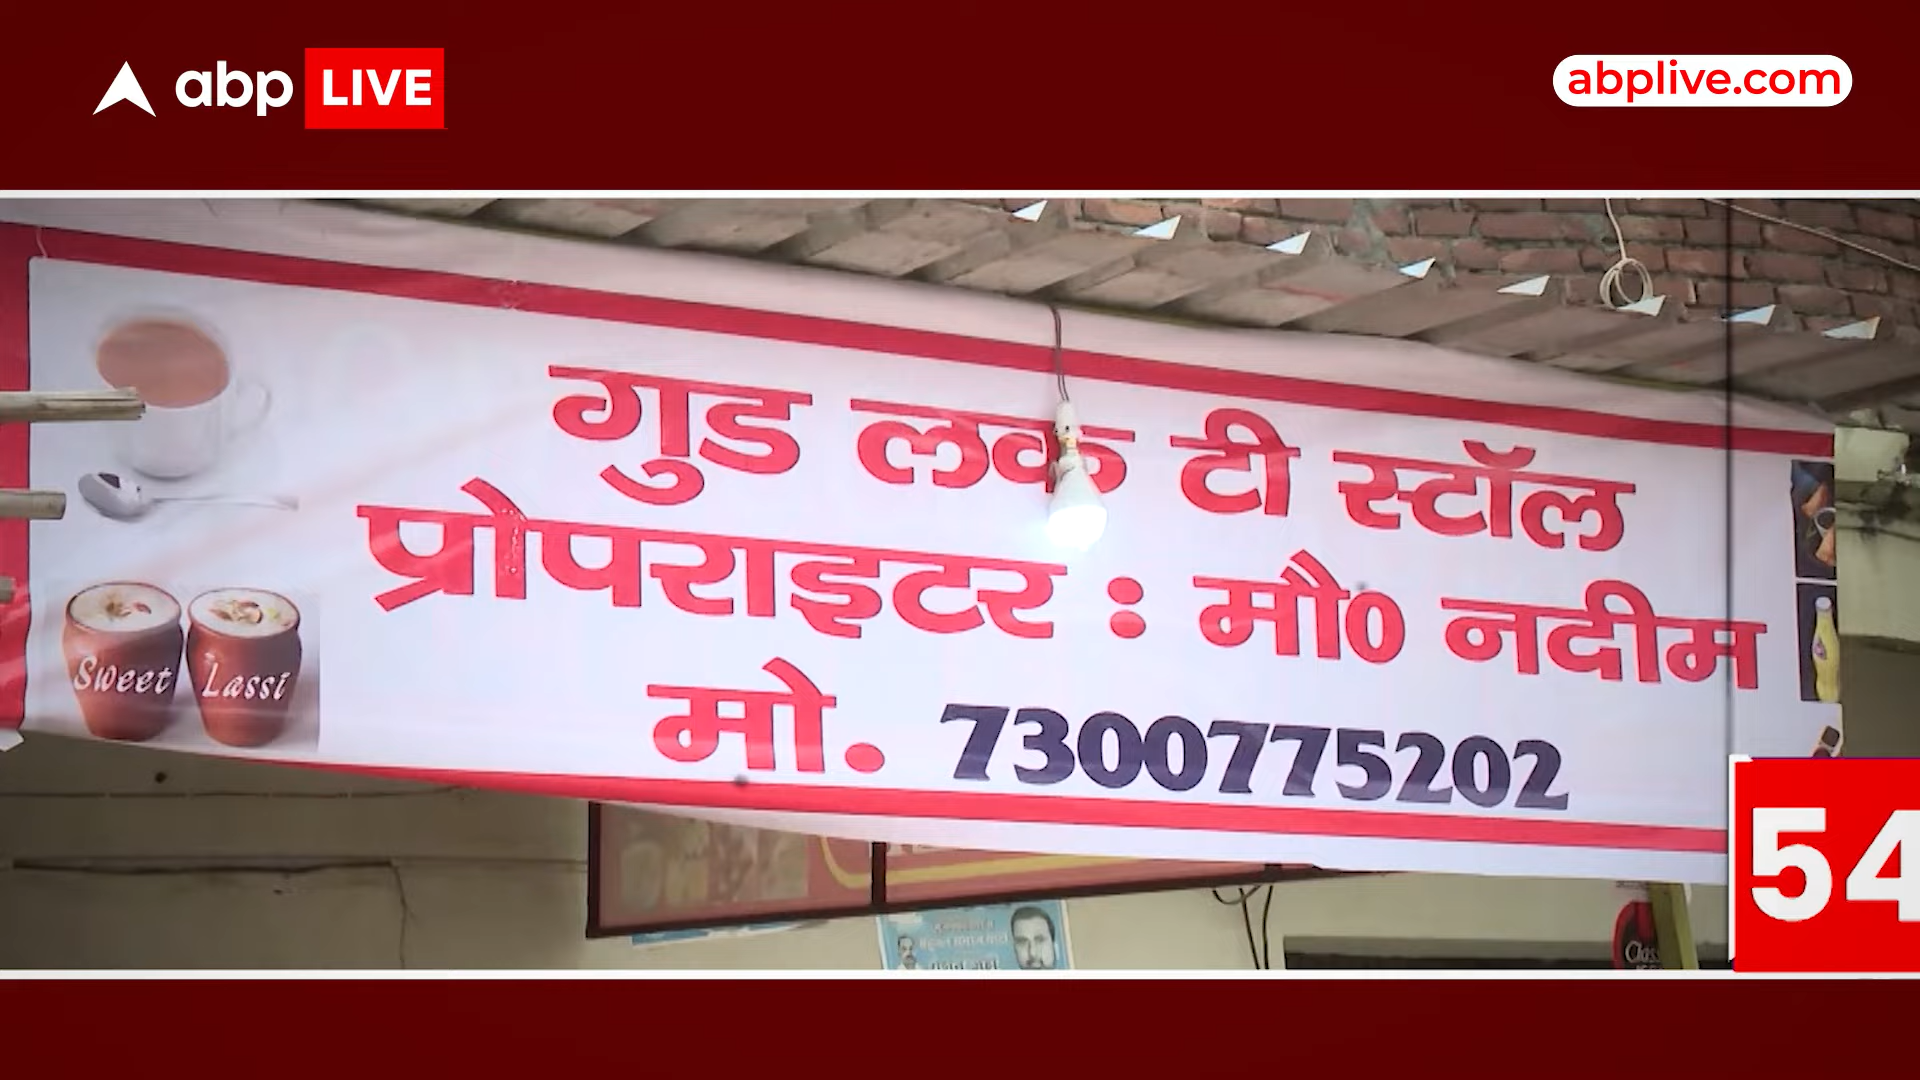 abp LIVE
abplive.com
गुड लक टी स्टॉल
प्रोपराइटर : मौ0 नदीम
मो. 7300775202
Sweet Lassi
54